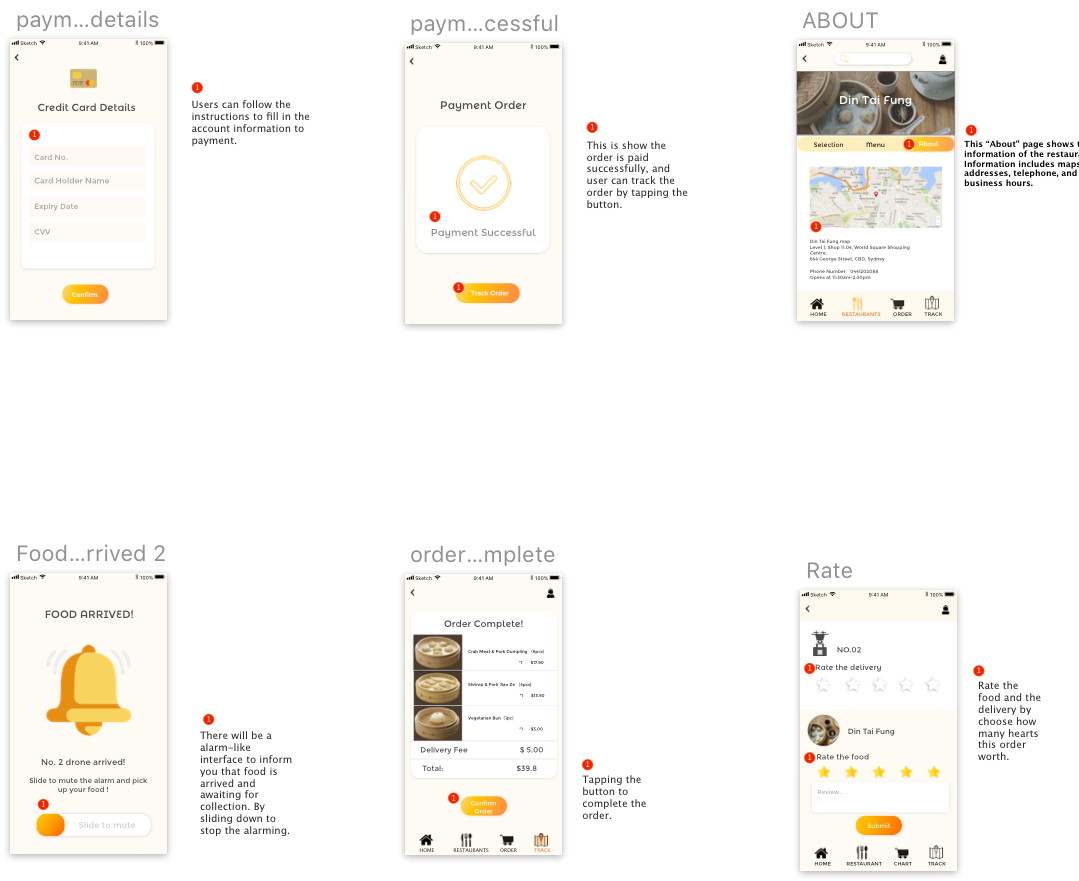 paym...details
Sketch 9:41 AM 100%
Credit Card Details
1
Card No.
Card Holder Name
Expiry Date
CVV
Confirm
1
Users can follow the
instructions to fill in the
account information to
payment.
paym...cessful
Sketch 9:41 AM 100%
Payment Order
1
Payment Successful
1
Track Order
1
This is show the
order is paid
successfully, and
user can track the
order by tapping the
button.
ABOUT
Sketch 9:41 AM 100%
Din Tai Fung
Selection Menu 1 About
1
Din Tai Fung map
Level 1, Shop 11.04, World Square Shopping
Centre,
644 George Street, CBD, Sydney
Phone Number: 0441202088
Opens at 11:30am-2:30pm
HOME RESTAURANTS ORDER TRACK
1
This “About” page shows
information of the
Information includes maps
addresses, telephone, and
business hours.
Food...rrived 2
Sketch 9:41 AM 100%
FOOD ARRIVED!
No. 2 drone arrived!
Slide to mute the alarm and pick
up your food !
1
Slide to mute
1
There will be a
alarm-like
interface to inform
you that food is
arrived and
awaiting for
collection. By
sliding down to
stop the alarming.
order...mplete
Sketch 9:41 AM 100%
Order Complete!
Crab Meat & Pork Dumpling (6pcs)
*1 $17.90
Shrimp & Pork Jiao Ze (4pcs)
*1 $13.90
Vegetarian Bun (1pc)
*1 $3.00
Delivery Fee $ 5.00
Total: $39.8
1
Confirm
Order
HOME RESTAURANTS ORDER TRACK
1
Tapping the
button to
complete the
order.
Rate
Sketch 9:41 AM 100%
NO.02
1 Rate the delivery
Din Tai Fung
1 Rate the food
Review..
Submit
HOME RESTAURANT CHART TRACK
1
Rate the
food and the
delivery by
choose how
many hearts
this order
worth.